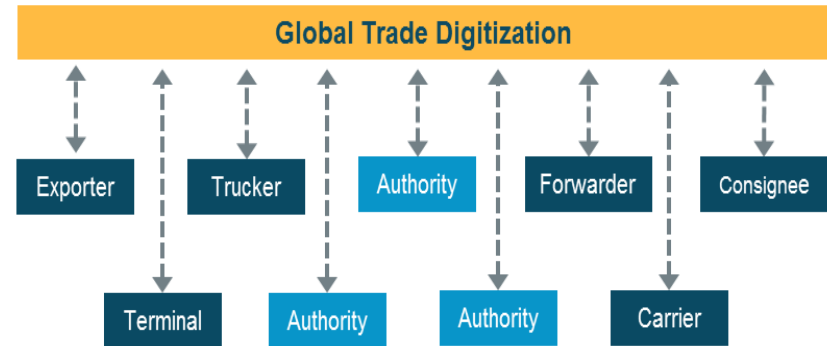 Global Trade Digitization
Exporter
Trucker
Authority
Forwarder
Consignee
Terminal
Authority
Authority
Carrier